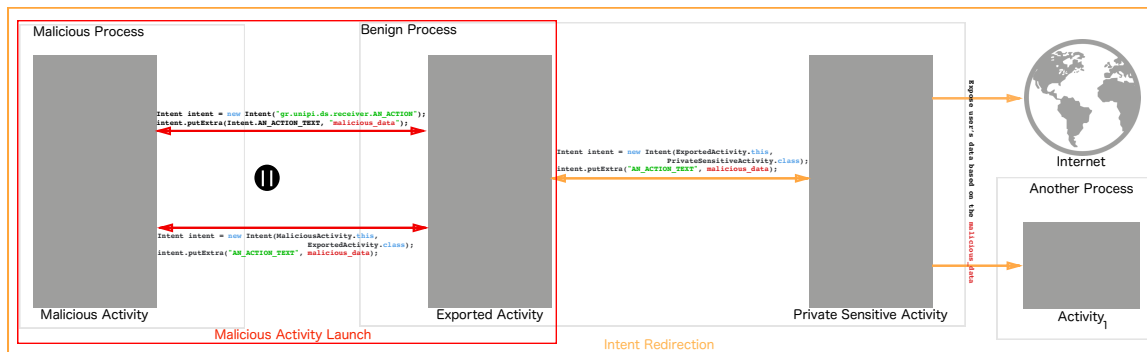 Malicious Process
Benign Process
Intent intent = new Intent("gr.unipi.ds.receiver.AN_ACTION");
intent.putExtra(Intent.AN_ACTION_TEXT, "malicious_data");
Intent intent = new Intent(ExportedActivity.this,
PrivateSensitiveActivity.class);
intent.putExtra("AN_ACTION_TEXT", malicious_data);
Intent intent = new Intent(MaliciousActivity.this,
ExportedActivity.class);
intent.putExtra("AN_ACTION_TEXT", malicious_data);
Expose user's data based on the malicious_data
Internet
Another Process
Malicious Activity
Exported Activity
Private Sensitive Activity
Activity1
Malicious Activity Launch
Intent Redirection